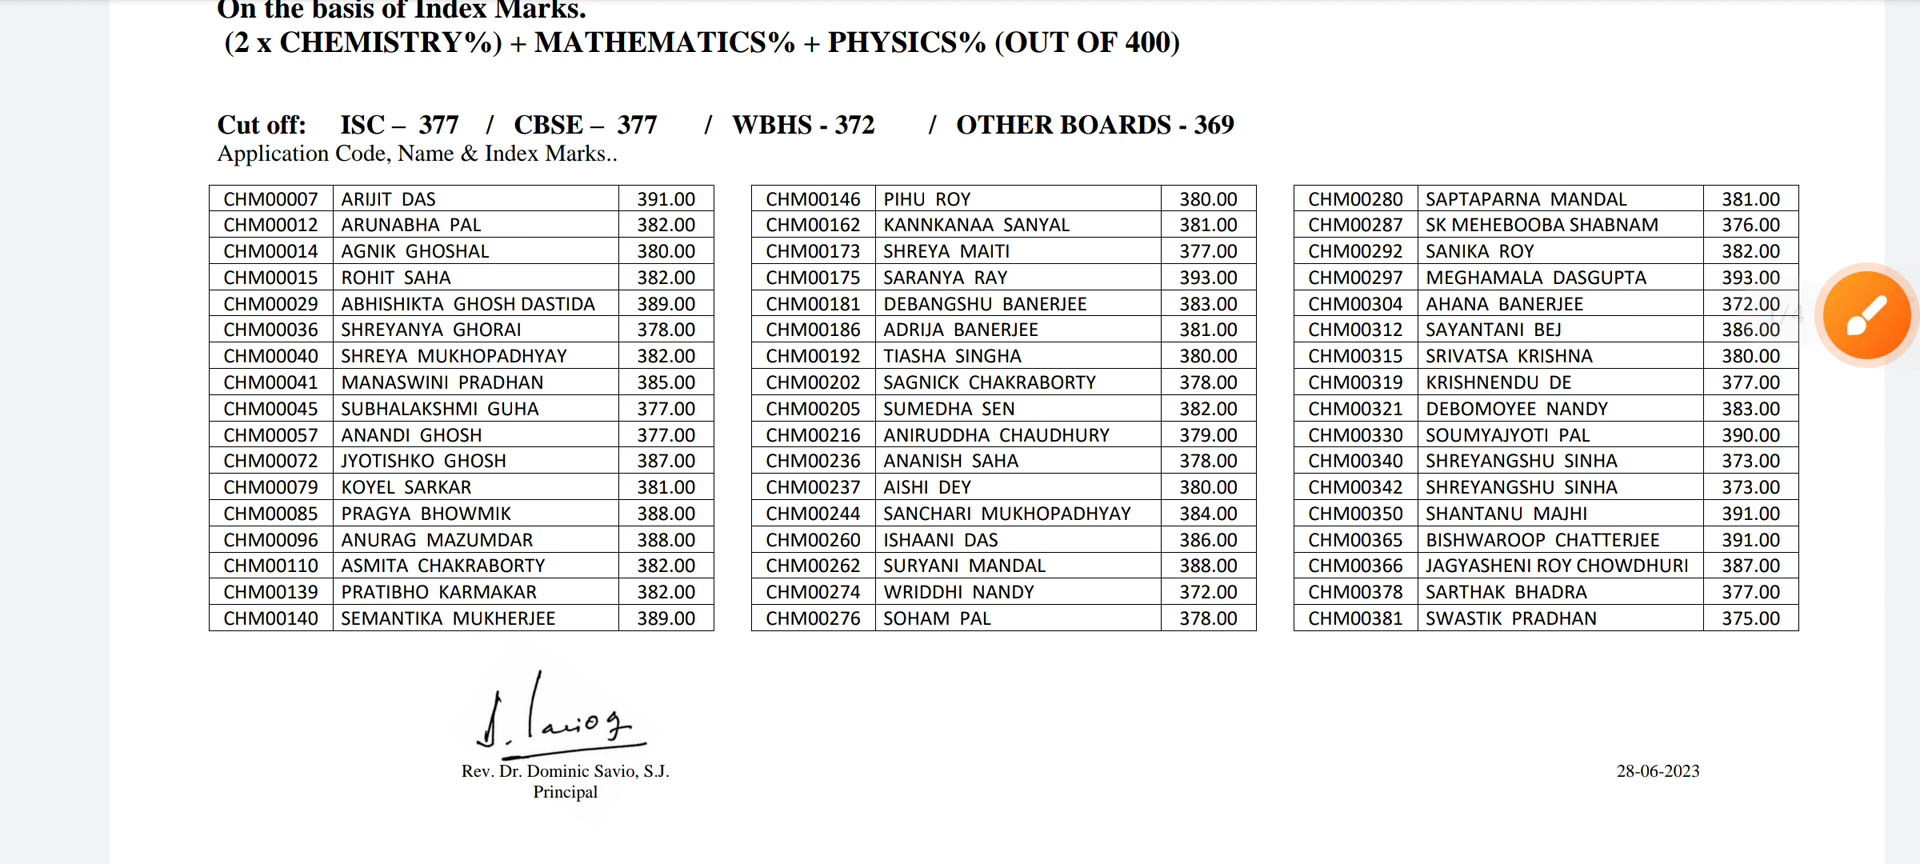 On the basis of Index Marks.
(2 x CHEMISTRY%) + MATHEMATICS% + PHYSICS% (OUT OF 400)
Cut off: ISC – 377 / CBSE – 377 / WBHS - 372 / OTHER BOARDS - 369
Application Code, Name & Index Marks..
CHM00007 ARIJIT DAS 391.00
CHM00012 ARUNABHA PAL 382.00
CHM00014 AGNIK GHOSHAL 380.00
CHM00015 ROHIT SAHA 382.00
CHM00029 ABHISHIKTA GHOSH DASTIDA 389.00
CHM00036 SHREYANYA GHORAI 378.00
CHM00040 SHREYA MUKHOPADHYAY 382.00
CHM00041 MANASWINI PRADHAN 385.00
CHM00045 SUBHALAKSHMI GUHA 377.00
CHM00057 ANANDI GHOSH 377.00
CHM00072 JYOTISHKO GHOSH 387.00
CHM00079 KOYEL SARKAR 381.00
CHM00085 PRAGYA BHOWMIK 388.00
CHM00096 ANURAG MAZUMDAR 388.00
CHM00110 ASMITA CHAKRABORTY 382.00
CHM00139 PRATIBHO KARMAKAR 382.00
CHM00140 SEMANTIKA MUKHERJEE 389.00
CHM00146 PIHU ROY 380.00
CHM00162 KANNKANAA SANYAL 381.00
CHM00173 SHREYA MAITI 377.00
CHM00175 SARANYA RAY 393.00
CHM00181 DEBANGSHU BANERJEE 383.00
CHM00186 ADRIJA BANERJEE 381.00
CHM00192 TIASHA SINGHA 380.00
CHM00202 SAGNICK CHAKRABORTY 378.00
CHM00205 SUMEDHA SEN 382.00
CHM00216 ANIRUDDHA CHAUDHURY 379.00
CHM00236 ANANISH SAHA 378.00
CHM00237 AISHI DEY 380.00
CHM00244 SANCHARI MUKHOPADHYAY 384.00
CHM00260 ISHAANI DAS 386.00
CHM00262 SURYANI MANDAL 388.00
CHM00274 WRIDDHI NANDY 372.00
CHM00276 SOHAM PAL 378.00
CHM00280 SAPTAPARNA MANDAL 381.00
CHM00287 SK MEHEBOOBA SHABNAM 376.00
CHM00292 SANIKA ROY 382.00
CHM00297 MEGHAMALA DASGUPTA 393.00
CHM00304 AHANA BANERJEE 372.00
CHM00312 SAYANTANI BEJ 386.00
CHM00315 SRIVATSA KRISHNA 380.00
CHM00319 KRISHNENDU DE 377.00
CHM00321 DEBOMOYEE NANDY 383.00
CHM00330 SOUMYAJYOTI PAL 390.00
CHM00340 SHREYANGSHU SINHA 373.00
CHM00342 SHREYANGSHU SINHA 373.00
CHM00350 SHANTANU MAJHI 391.00
CHM00365 BISHWAROOP CHATTERJEE 391.00
CHM00366 JAGYASHENI ROY CHOWDHURI 387.00
CHM00378 SARTHAK BHADRA 377.00
CHM00381 SWASTIK PRADHAN 375.00
Rev. Dr. Dominic Savio, S.J.
Principal
28-06-2023